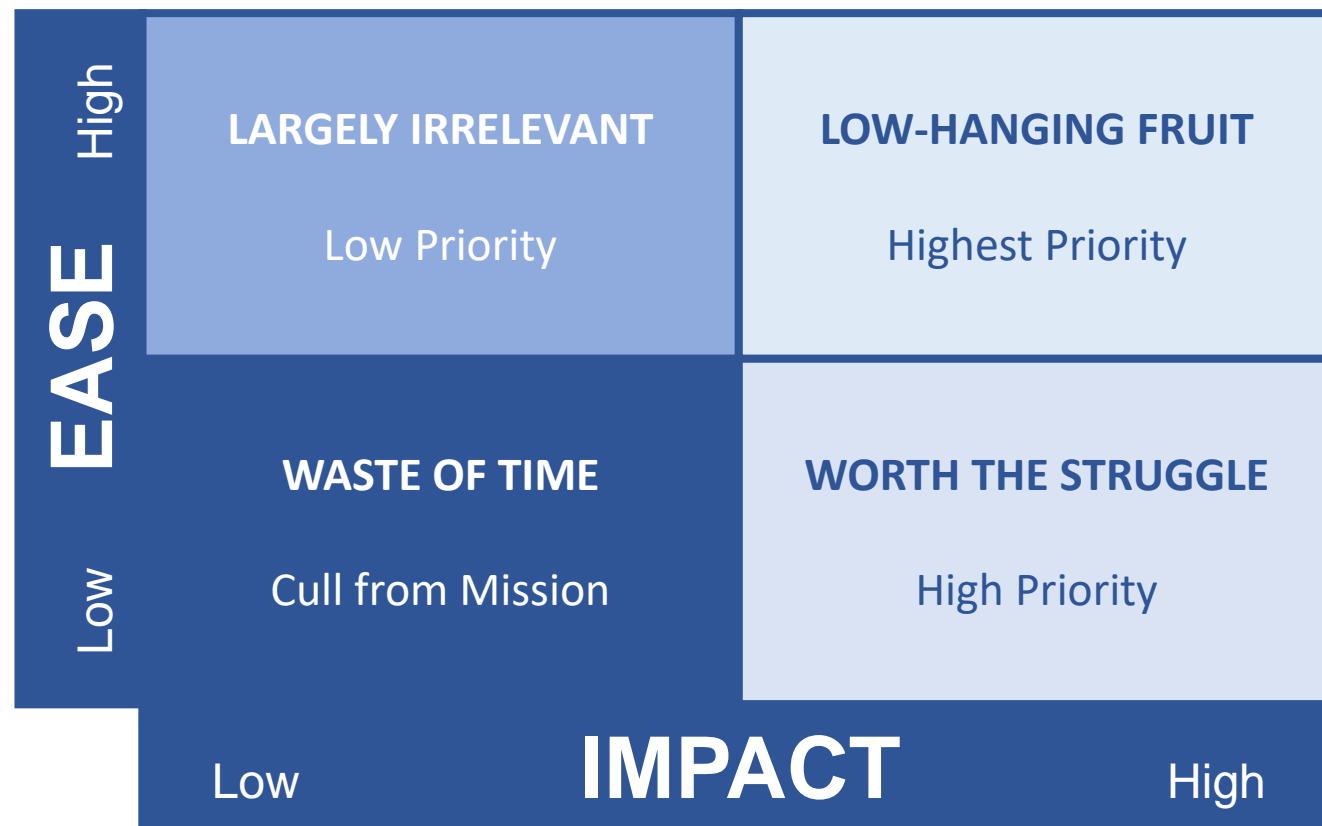 High
EASE
Low
LARGELY IRRELEVANT
Low Priority
LOW-HANGING FRUIT
Highest Priority
WASTE OF TIME
Cull from Mission
WORTH THE STRUGGLE
High Priority
Low
IMPACT
High